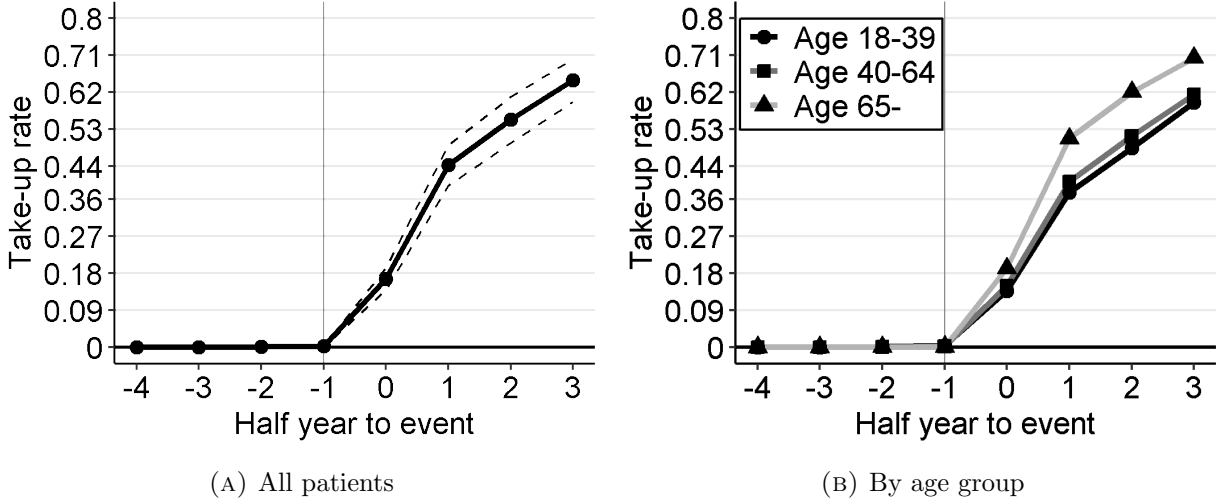 0.8
0.71
0.62
0.53
0.44
0.36
0.27
0.18
0.09
0
Take-up rate
-4 -3 -2 -1 0 1 2 3
Half year to event
(A) All patients
0.8
0.71
0.62
0.53
0.44
0.36
0.27
0.18
0.09
0
Take-up rate
Age 18-39
Age 40-64
Age 65-
-4 -3 -2 -1 0 1 2 3
Half year to event
(B) By age group